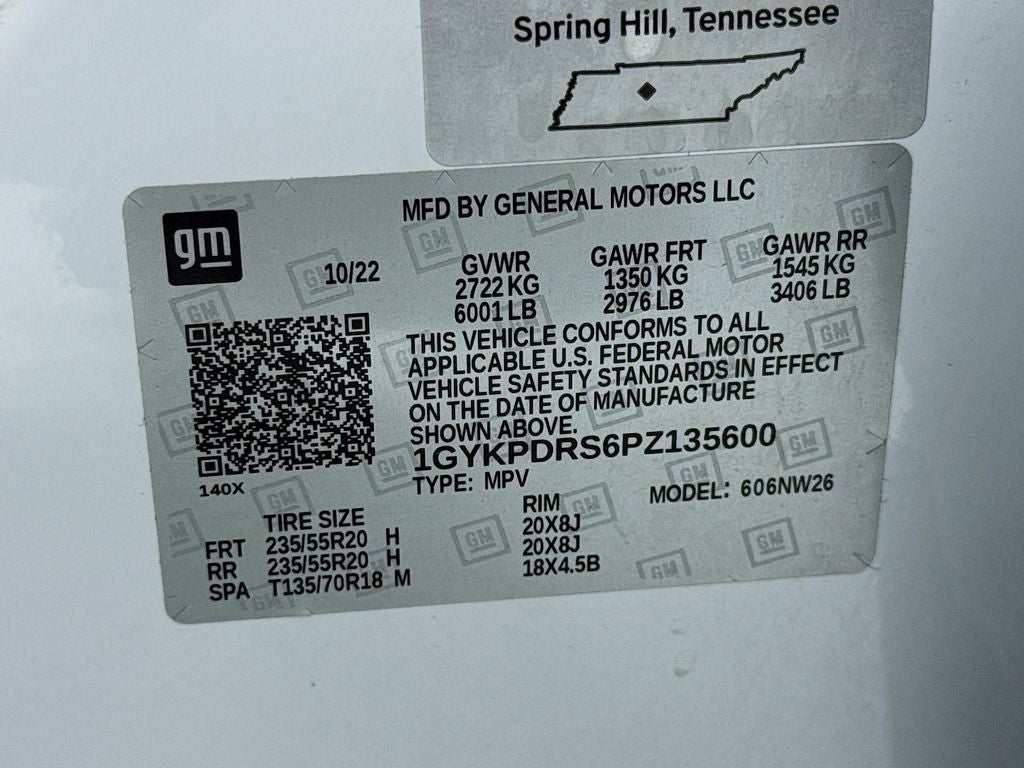 Spring Hill, Tennessee
MFD BY GENERAL MOTORS LLC
gm
10/22
GVWR GAWR FRT GAWR RR
2722 KG 1350 KG 1545 KG
6001 LB 2976 LB 3406 LB
THIS VEHICLE CONFORMS TO ALL
APPLICABLE U.S. FEDERAL MOTOR
VEHICLE SAFETY STANDARDS IN EFFECT
ON THE DATE OF MANUFACTURE
SHOWN ABOVE.
1GYKPDRS6PZ135600
140X
TYPE: MPV MODEL: 606NW26
TIRE SIZE RIM
FRT 235/55R20 H 20X8J
RR 235/55R20 H 20X8J
SPA T135/70R18 M 18X4.5B